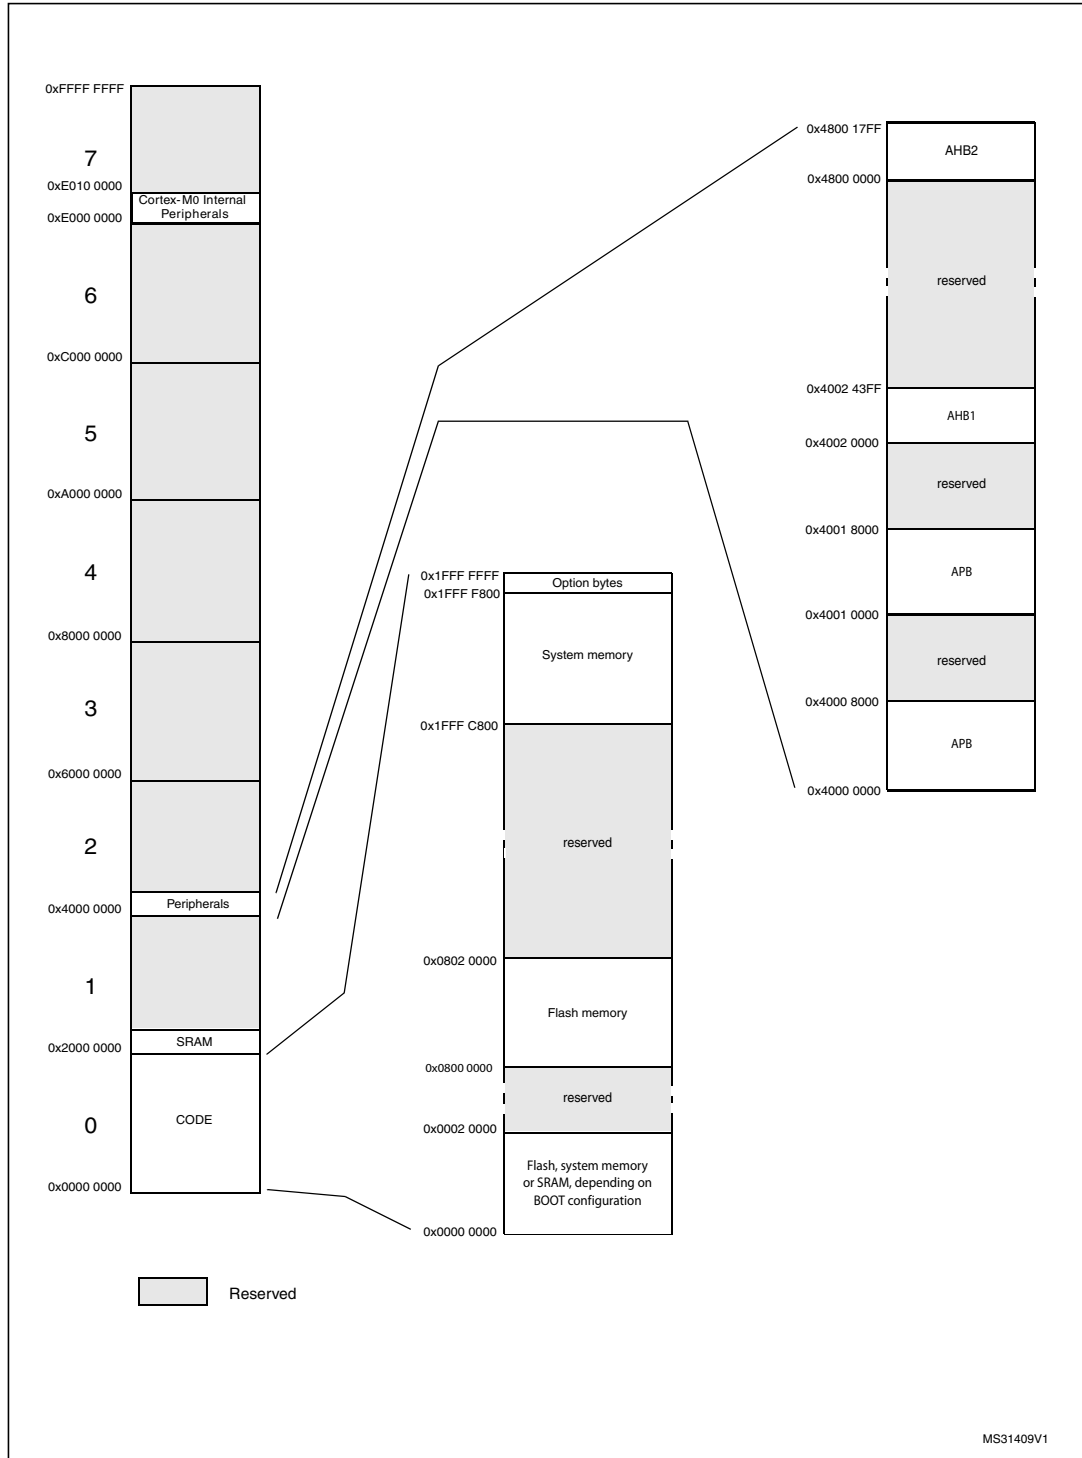 0xFFFF FFFF
7
0xE010 0000
Cortex-M0 Internal
Peripherals
0xE000 0000
6
0xC000 0000
5
0xA000 0000
4
0x8000 0000
3
0x6000 0000
2
Peripherals
0x4000 0000
1
SRAM
0x2000 0000
CODE
0
0x0000 0000
0x1FFF FFFF
Option bytes
0x1FFF F800
System memory
0x1FFF C800
reserved
0x0802 0000
Flash memory
0x0800 0000
reserved
0x0002 0000
Flash, system memory
or SRAM, depending on
BOOT configuration
0x0000 0000
0x4800 17FF
AHB2
0x4800 0000
reserved
0x4002 43FF
AHB1
0x4002 0000
reserved
0x4001 8000
APB
0x4001 0000
reserved
0x4000 8000
APB
0x4000 0000
Reserved
MS31409V1